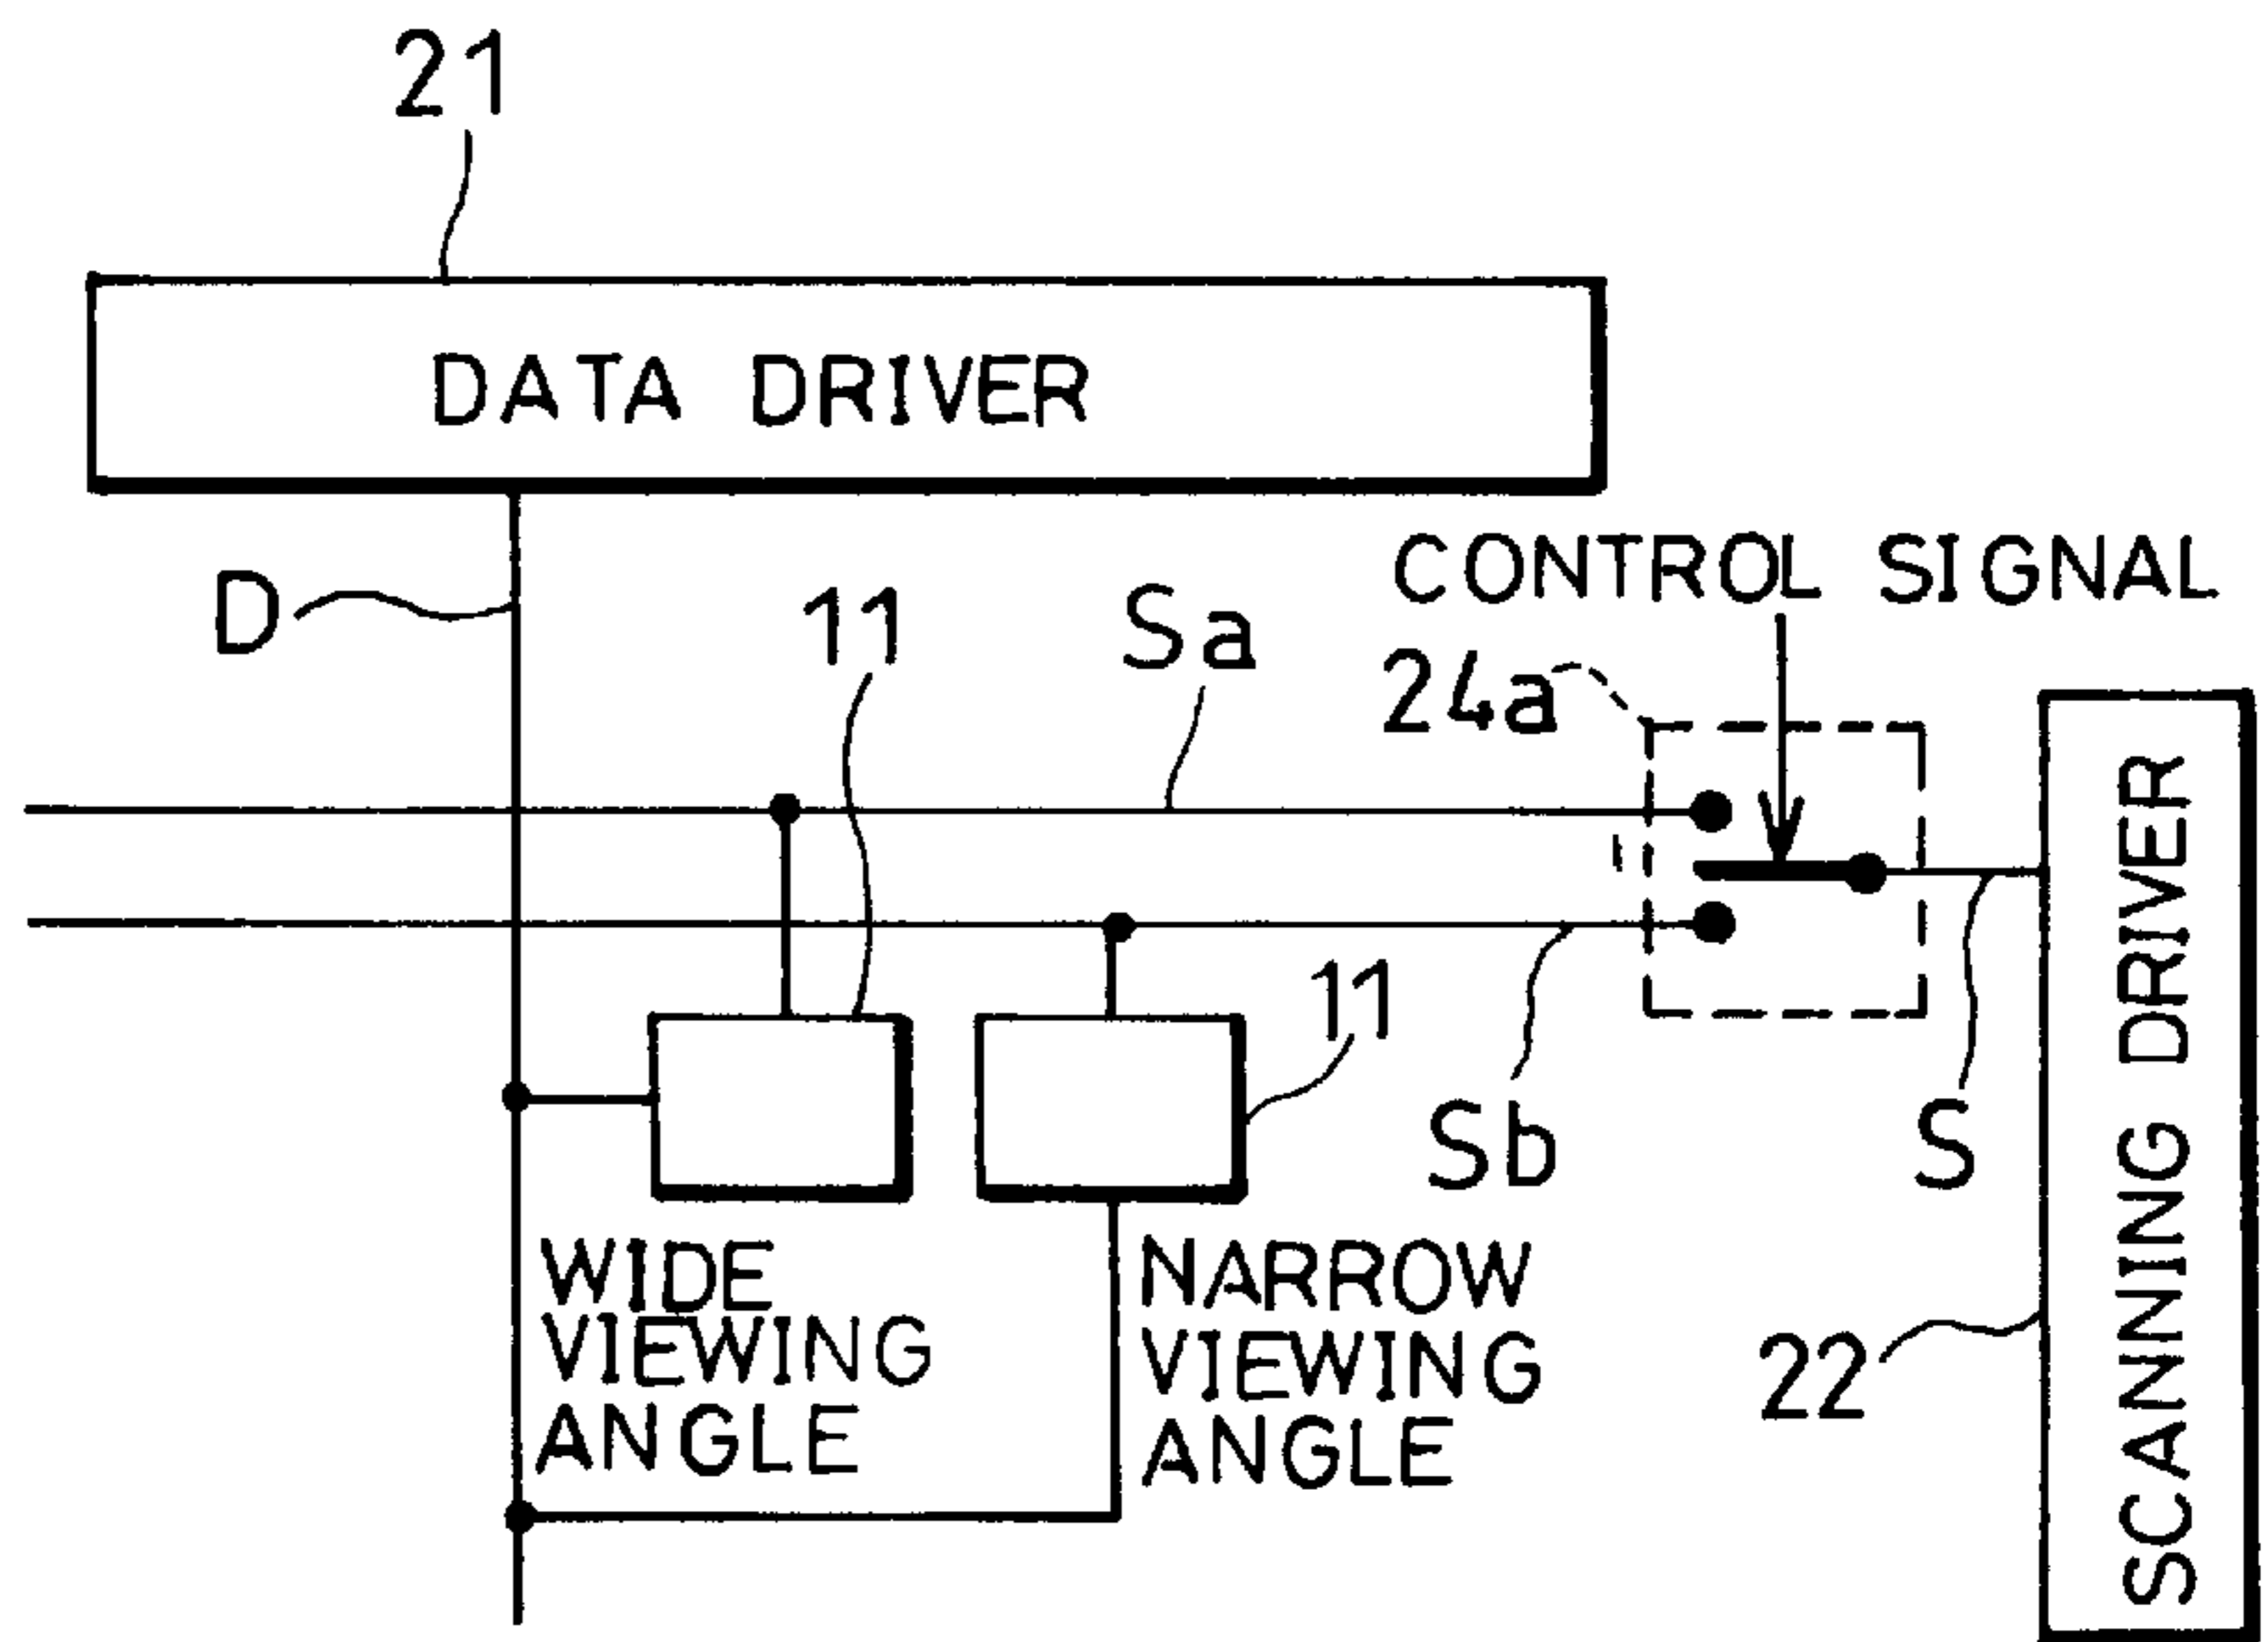 21
DATA DRIVER
CONTROL SIGNAL
D
11
Sa
24a
11
Sb
S
WIDE
VIEWING
ANGLE
NARROW
VIEWING
ANGLE
22
SCANNING DRIVER